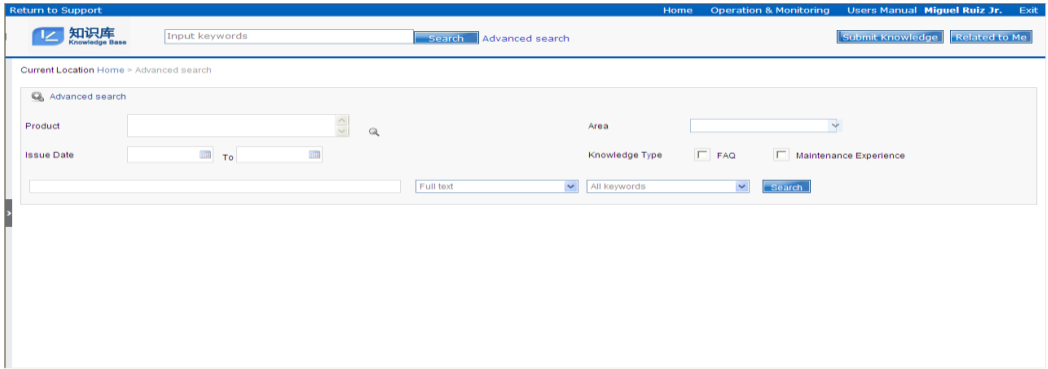 Return to Support Home Operation & Monitoring Users Manual Miguel Ruiz Jr. Exit
知识库
Knowledge Base
Input keywords Search Advanced search Submit Knowledge Related to Me
Current Location Home > Advanced search
Advanced search
Product Area
Issue Date To Knowledge Type FAQ Maintenance Experience
Full text All keywords Search